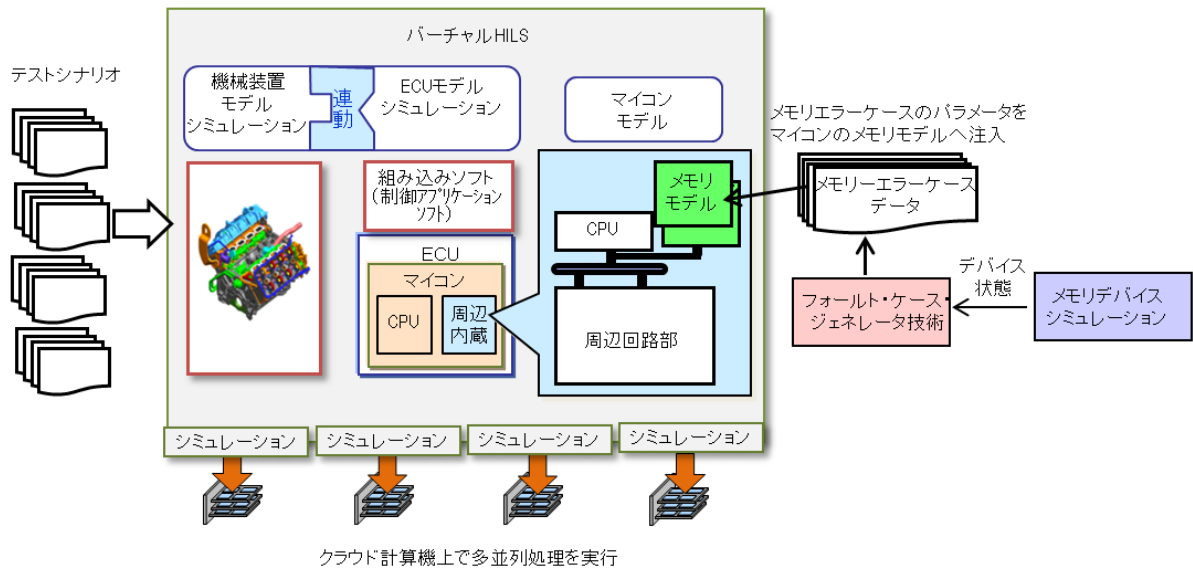 バーチャルHILS
テストシナリオ
機械装置
モデル
シミュレーション
連
動
ECUモデル
シミュレーション
マイコン
モデル
メモリエラーケースのパラメータを
マイコンのメモリモデルへ注入
組み込みソフト
(制御アプリケーション
ソフト)
メモリ
モデル
メモリーエラーケース
データ
CPU
ECU
マイコン
CPU
周辺
内蔵
周辺回路部
デバイス
状態
フォールト・ケース・
ジェネレータ技術
メモリデバイス
シミュレーション
シミュレーション
シミュレーション
シミュレーション
シミュレーション
クラウド計算機上で多並列処理を実行